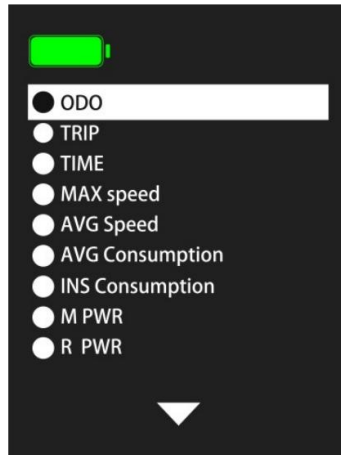 ODO
TRIP
TIME
MAX speed
AVG Speed
AVG Consumption
INS Consumption
M PWR
R PWR